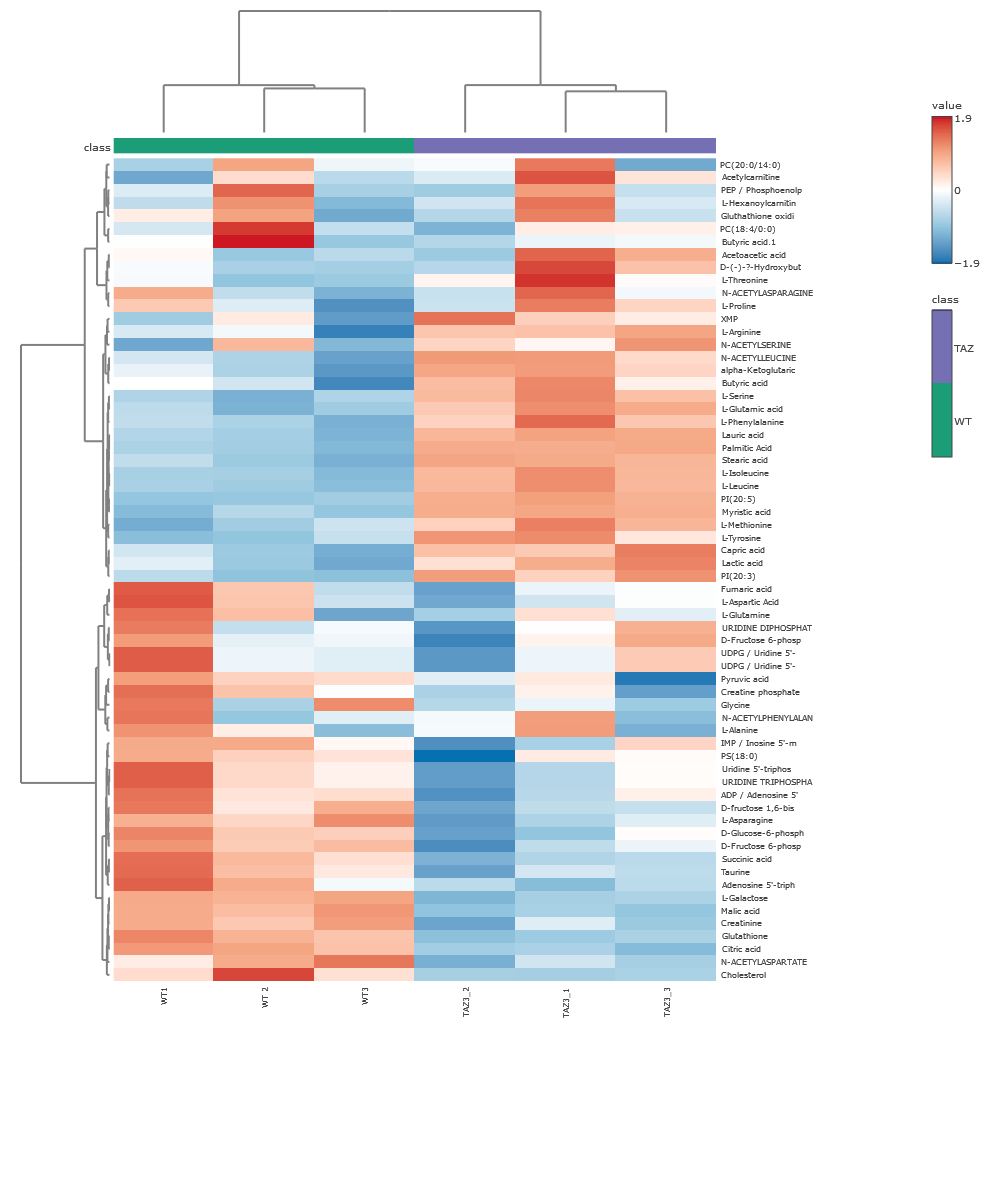 value
1.9
0
−1.9
class
TAZ
WT
class
PC(20:0/14:0)
Acetylcarnitine
PEP / Phosphoenolp
L-Hexanoylcarnitin
Gluthathione oxidi
PC(18:4/0:0)
Butyric acid.1
Acetoacetic acid
D-(-)-?-Hydroxybut
L-Threonine
N-ACETYLASPARAGINE
L-Proline
XMP
L-Arginine
N-ACETYLSERINE
N-ACETYLLEUCINE
alpha-Ketoglutaric
Butyric acid
L-Serine
L-Glutamic acid
L-Phenylalanine
Lauric acid
Palmitic Acid
Stearic acid
L-Isoleucine
L-Leucine
PI(20:5)
Myristic acid
L-Methionine
L-Tyrosine
Capric acid
Lactic acid
PI(20:3)
Fumaric acid
L-Aspartic Acid
L-Glutamine
URIDINE DIPHOSPHAT
D-Fructose 6-phosp
UDPG / Uridine 5'-
UDPG / Uridine 5'-
Pyruvic acid
Creatine phosphate
Glycine
N-ACETYLPHENYLALAN
L-Alanine
IMP / Inosine 5'-m
PS(18:0)
Uridine 5'-triphos
URIDINE TRIPHOSPHA
ADP / Adenosine 5'
D-fructose 1,6-bis
L-Asparagine
D-Glucose-6-phosph
D-Fructose 6-phosp
Succinic acid
Taurine
Adenosine 5'-triph
L-Galactose
Malic acid
Creatinine
Glutathione
Citric acid
N-ACETYLASPARTATE
Cholesterol
WT1
WT 2
WT3
TAZ3_2
TAZ3_1
TAZ3_3